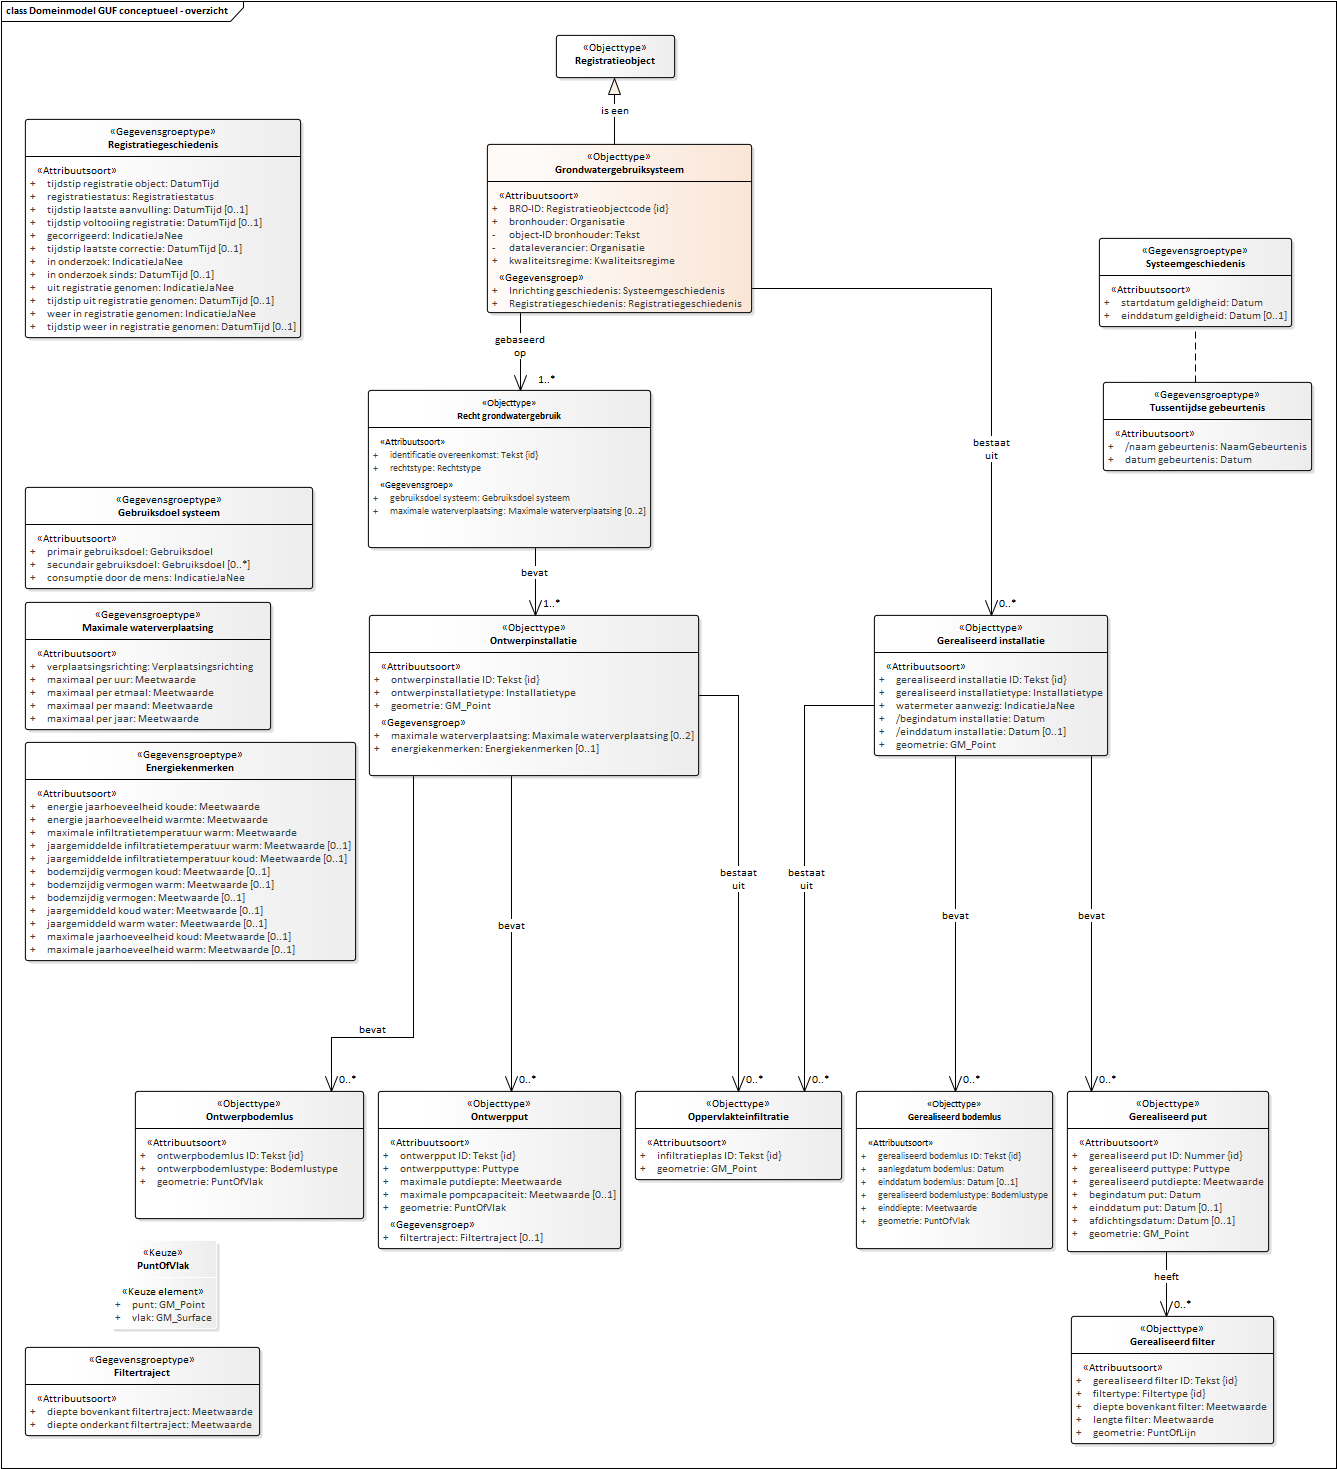 class Domeinmodel GUF conceptueel - overzicht
«Objecttype»
Registratieobject
is een
«Gegevensgroeptype»
Registratiegeschiedenis
«Attribuutsoort»
+ tijdstip registratie object: DatumTijd
+ registratiestatus: Registratiestatus
+ tijdstip laatste aanvulling: DatumTijd [0..1]
+ tijdstip voltooiing registratie: DatumTijd [0..1]
+ gecorrigeerd: IndicatieJaNee
+ tijdstip laatste correctie: DatumTijd [0..1]
+ in onderzoek: IndicatieJaNee
+ in onderzoek sinds: DatumTijd [0..1]
+ uit registratie genomen: IndicatieJaNee
+ tijdstip uit registratie genomen: DatumTijd [0..1]
+ weer in registratie genomen: IndicatieJaNee
+ tijdstip weer in registratie genomen: DatumTijd [0..1]
«Objecttype»
Grondwatergebruiksysteem
«Attribuutsoort»
+ BRO-ID: Registratieobjectcode {id}
+ bronhouder: Organisatie
- object-ID bronhouder: Tekst
- dataleverancier: Organisatie
+ kwaliteitsregime: Kwaliteitsregime
«Gegevensgroep»
+ Inrichting geschiedenis: Systeemgeschiedenis
+ Registratiegeschiedenis: Registratiegeschiedenis
«Gegevensgroeptype»
Systeemgeschiedenis
«Attribuutsoort»
+ startdatum geldigheid: Datum
+ einddatum geldigheid: Datum [0..1]
gebaseerd
op
1..*
«Gegevensgroeptype»
Tussentijdse gebeurtenis
«Attribuutsoort»
+ /naam gebeurtenis: NaamGebeurtenis
+ datum gebeurtenis: Datum
«Objecttype»
Recht grondwatergebruik
«Attribuutsoort»
+ identificatie overeenkomst: Tekst {id}
+ rechtstype: Rechtstype
«Gegevensgroep»
+ gebruiksdoel systeem: Gebruiksdoel systeem
+ maximale waterverplaatsing: Maximale waterverplaatsing [0..2]
bestaat
uit
0..*
«Gegevensgroeptype»
Gebruiksdoel systeem
«Attribuutsoort»
+ primair gebruiksdoel: Gebruiksdoel
+ secundair gebruiksdoel: Gebruiksdoel [0..*]
+ consumptie door de mens: IndicatieJaNee
bevat
1..*
«Gegevensgroeptype»
Maximale waterverplaatsing
«Attribuutsoort»
+ verplaatsingsrichting: Verplaatsingsrichting
+ maximaal per uur: Meetwaarde
+ maximaal per etmaal: Meetwaarde
+ maximaal per maand: Meetwaarde
+ maximaal per jaar: Meetwaarde
«Objecttype»
Ontwerpinstallatie
«Attribuutsoort»
+ ontwerpinstallatie ID: Tekst {id}
+ ontwerpinstallatietype: Installatietype
+ geometrie: GM_Point
«Gegevensgroep»
+ maximale waterverplaatsing: Maximale waterverplaatsing [0..2]
+ energiekenmerken: Energiekenmerken [0..1]
«Objecttype»
Gerealiseerd installatie
«Attribuutsoort»
+ gerealiseerd installatie ID: Tekst {id}
+ gerealiseerd installatietype: Installatietype
+ watermeter aanwezig: IndicatieJaNee
+ /begindatum installatie: Datum
+ /einddatum installatie: Datum [0..1]
+ geometrie: GM_Point
«Gegevensgroeptype»
Energiekenmerken
«Attribuutsoort»
+ energie jaarhoeveelheid koude: Meetwaarde
+ energie jaarhoeveelheid warmte: Meetwaarde
+ maximale infiltratietemperatuur warm: Meetwaarde
+ jaargemiddelde infiltratietemperatuur warm: Meetwaarde [0..1]
+ jaargemiddelde infiltratietemperatuur koud: Meetwaarde [0..1]
+ bodemzijdig vermogen koud: Meetwaarde [0..1]
+ bodemzijdig vermogen warm: Meetwaarde [0..1]
+ bodemzijdig vermogen: Meetwaarde [0..1]
+ jaargemiddeld koud water: Meetwaarde [0..1]
+ jaargemiddeld warm water: Meetwaarde [0..1]
+ maximale jaarhoeveelheid koud: Meetwaarde [0..1]
+ maximale jaarhoeveelheid warm: Meetwaarde [0..1]
bevat
0..*
bevat
0..*
bestaat
uit
0..*
bestaat
uit
0..*
bevat
0..*
bevat
0..*
«Objecttype»
Ontwerpbodemlus
«Attribuutsoort»
+ ontwerpbodemlus ID: Tekst {id}
+ ontwerpbodemlustype: Bodemlustype
+ geometrie: PuntOfVlak
«Objecttype»
Ontwerpput
«Attribuutsoort»
+ ontwerpput ID: Tekst {id}
+ ontwerpputtype: Puttype
+ maximale putdiepte: Meetwaarde
+ maximale pompcapaciteit: Meetwaarde [0..1]
+ geometrie: PuntOfVlak
«Gegevensgroep»
+ filtertraject: Filtertraject [0..1]
«Objecttype»
Oppervlakteinfiltratie
«Attribuutsoort»
+ infiltratieplas ID: Tekst {id}
+ geometrie: GM_Point
«Objecttype»
Gerealiseerd bodemlus
«Attribuutsoort»
+ gerealiseerd bodemlus ID: Tekst {id}
+ aanlegdatum bodemlus: Datum
+ einddatum bodemlus: Datum [0..1]
+ gerealiseerd bodemlustype: Bodemlustype
+ einddiepte: Meetwaarde
+ geometrie: PuntOfVlak
«Objecttype»
Gerealiseerd put
«Attribuutsoort»
+ gerealiseerd put ID: Nummer {id}
+ gerealiseerd puttype: Puttype
+ gerealiseerd putdiepte: Meetwaarde
+ begindatum put: Datum
+ einddatum put: Datum [0..1]
+ afdichtingsdatum: Datum [0..1]
+ geometrie: GM_Point
«Keuze»
PuntOfVlak
«Keuze element»
+ punt: GM_Point
+ vlak: GM_Surface
heeft
0..*
«Gegevensgroeptype»
Filtertraject
«Attribuutsoort»
+ diepte bovenkant filtertraject: Meetwaarde
+ diepte onderkant filtertraject: Meetwaarde
«Objecttype»
Gerealiseerd filter
«Attribuutsoort»
+ gerealiseerd filter ID: Tekst {id}
+ filtertype: Filtertype {id}
+ diepte bovenkant filter: Meetwaarde
+ lengte filter: Meetwaarde
+ geometrie: PuntOfLijn